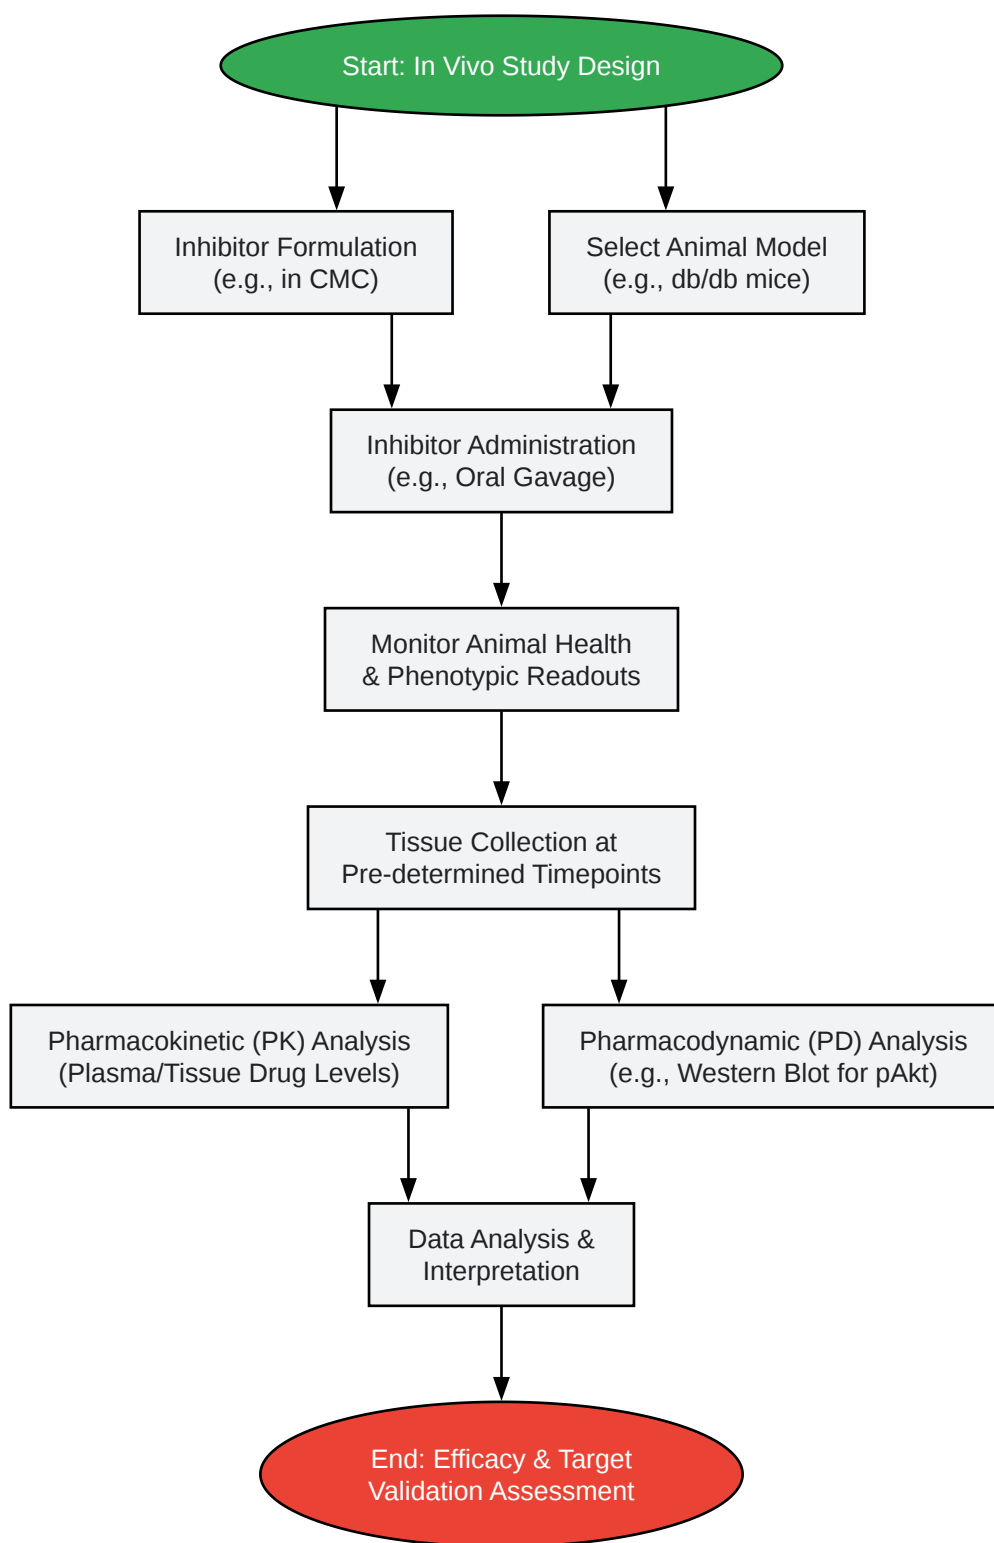 Start: In Vivo Study Design
Inhibitor Formulation
(e.g., in CMC)
Select Animal Model
(e.g., db/db mice)
Inhibitor Administration
(e.g., Oral Gavage)
Monitor Animal Health
& Phenotypic Readouts
Tissue Collection at
Pre-determined Timepoints
Pharmacokinetic (PK) Analysis
(Plasma/Tissue Drug Levels)
Pharmacodynamic (PD) Analysis
(e.g., Western Blot for pAkt)
Data Analysis &
Interpretation
End: Efficacy & Target
Validation Assessment